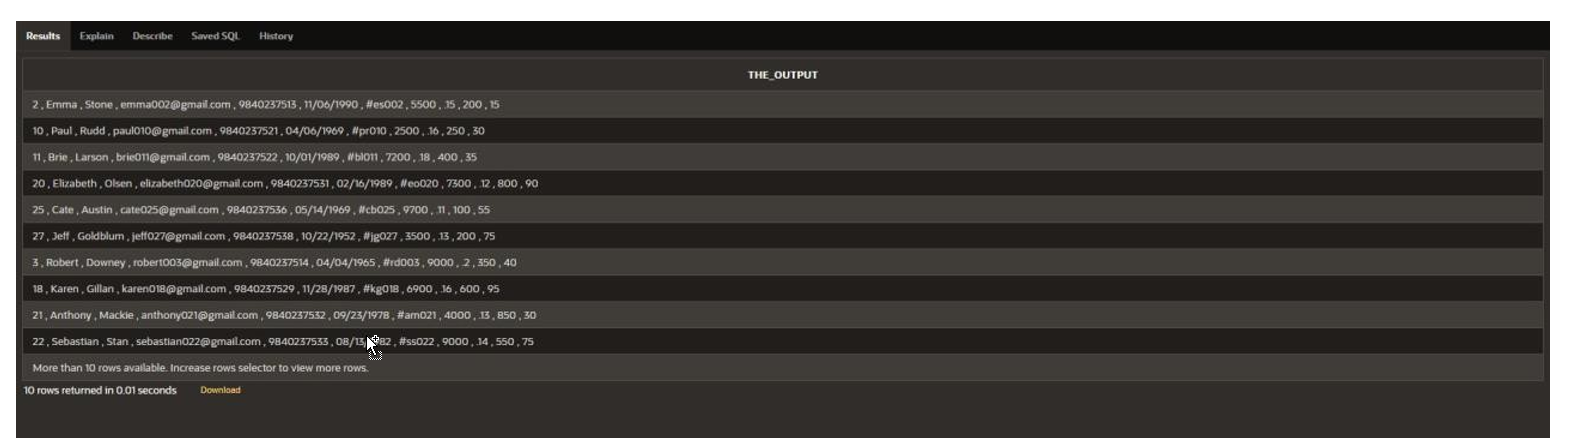 Results Explain Describe Saved SQL History
THE_OUTPUT
2 , Emma , Stone , emma002@gmail.com , 9840237513 , 11/06/1990 , #es002 , 5500 , .15 , 200 , 15
10 , Paul , Rudd , paul010@gmail.com , 9840237521 , 04/06/1969 , #pr010 , 2500 , .16 , 250 , 30
11 , Brie , Larson , brie011@gmail.com , 9840237522 , 10/01/1989 , #bl011 , 7200 , .18 , 400 , 35
20 , Elizabeth , Olsen , elizabeth020@gmail.com , 9840237531 , 02/16/1989 , #eo020 , 7300 , .12 , 800 , 90
25 , Cate , Austin , cate025@gmail.com , 9840237536 , 05/14/1969 , #cb025 , 9700 , .11 , 100 , 55
27 , Jeff , Goldblum , jeff027@gmail.com , 9840237538 , 10/22/1952 , #jg027 , 3500 , .13 , 200 , 75
3 , Robert , Downey , robert003@gmail.com , 9840237514 , 04/04/1965 , #rd003 , 9000 , .2 , 350 , 40
18 , Karen , Gillan , karen018@gmail.com , 9840237529 , 11/28/1987 , #kg018 , 6900 , .16 , 600 , 95
21 , Anthony , Mackie , anthony021@gmail.com , 9840237532 , 09/23/1978 , #am021 , 4000 , .13 , 850 , 30
22 , Sebastian , Stan , sebastian022@gmail.com , 9840237533 , , #ss022 , 9000 , .14 , 550 , 75
More than 10 rows available. Increase rows selector to view more rows.
10 rows returned in 0.01 seconds Download